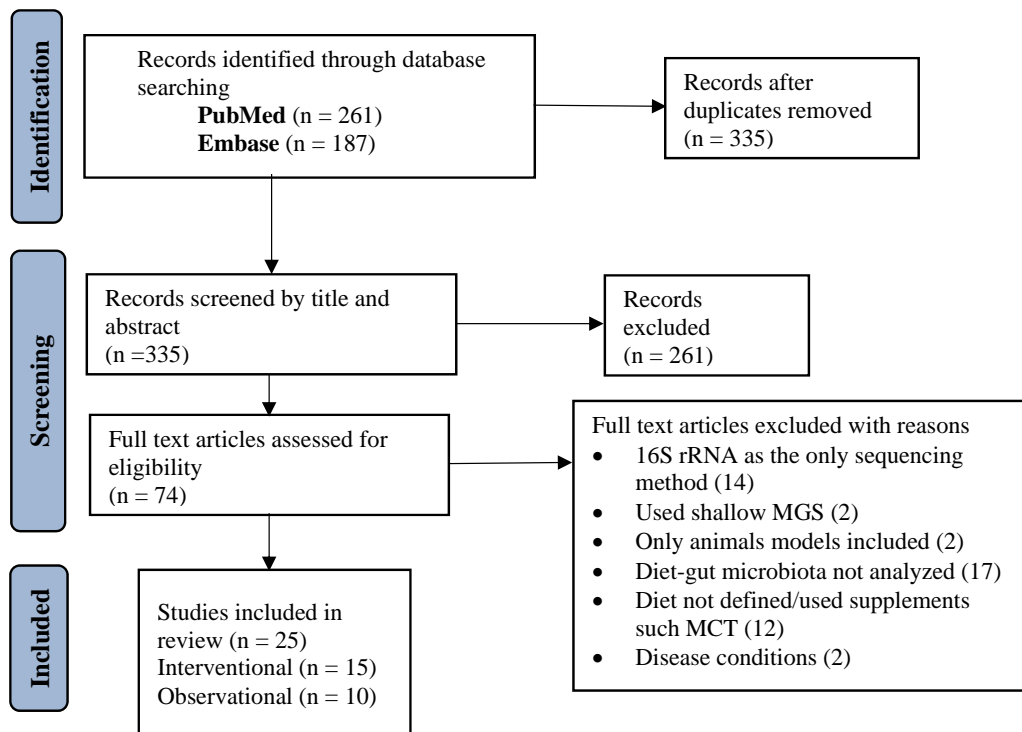 Identification
Records identified through database
searching
PubMed (n = 261)
Embase (n = 187)
Records after
duplicates removed
(n = 335)
Screening
Records screened by title and
abstract
(n =335)
Records
excluded
(n = 261)
Full text articles assessed for
eligibility
(n = 74)
Full text articles excluded with reasons
• 16S rRNA as the only sequencing
method (14)
• Used shallow MGS (2)
• Only animals models included (2)
• Diet-gut microbiota not analyzed (17)
• Diet not defined/used supplements
such MCT (12)
• Disease conditions (2)
Included
Studies included in
review (n = 25)
Interventional (n = 15)
Observational (n = 10)